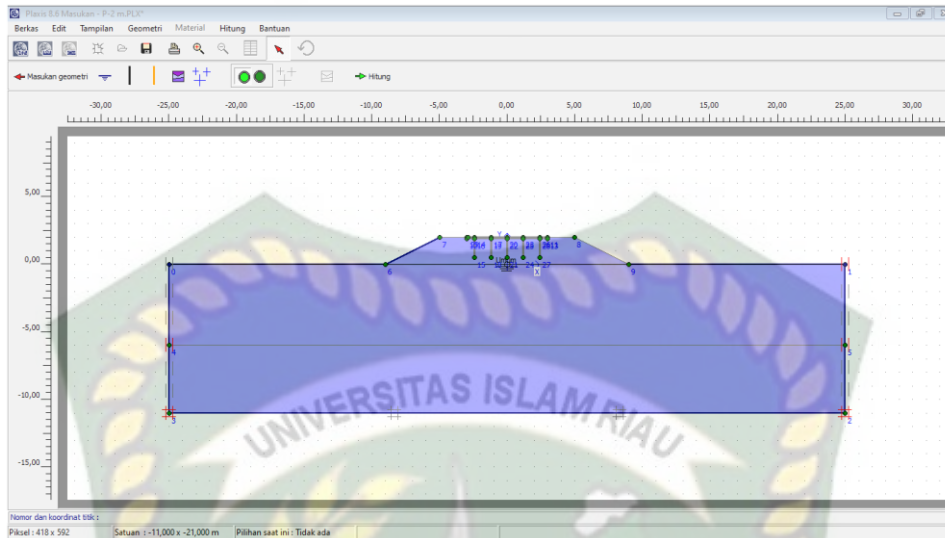 Plaxis 8.6 Masukan - P-2 m.PLX*
Berkas Edit Tampilan Geometri Material Hitung Bantuan
Masukan geometri Hitung
-30,00 -25,00 -20,00 -15,00 -10,00 -5,00 0,00 5,00 10,00 15,00 20,00 25,00 30,00
5,00
0,00
-5,00
-10,00
-15,00
Y
7 8
15 24 27
0 6 9 1
X
4 5
3 2
UNIVERSITAS ISLAM RIAU
Nomor dan koordinat titik :
Piksel : 418 x 592 Satuan : -11,000 x -21,000 m Pilihan saat ini : Tidak ada